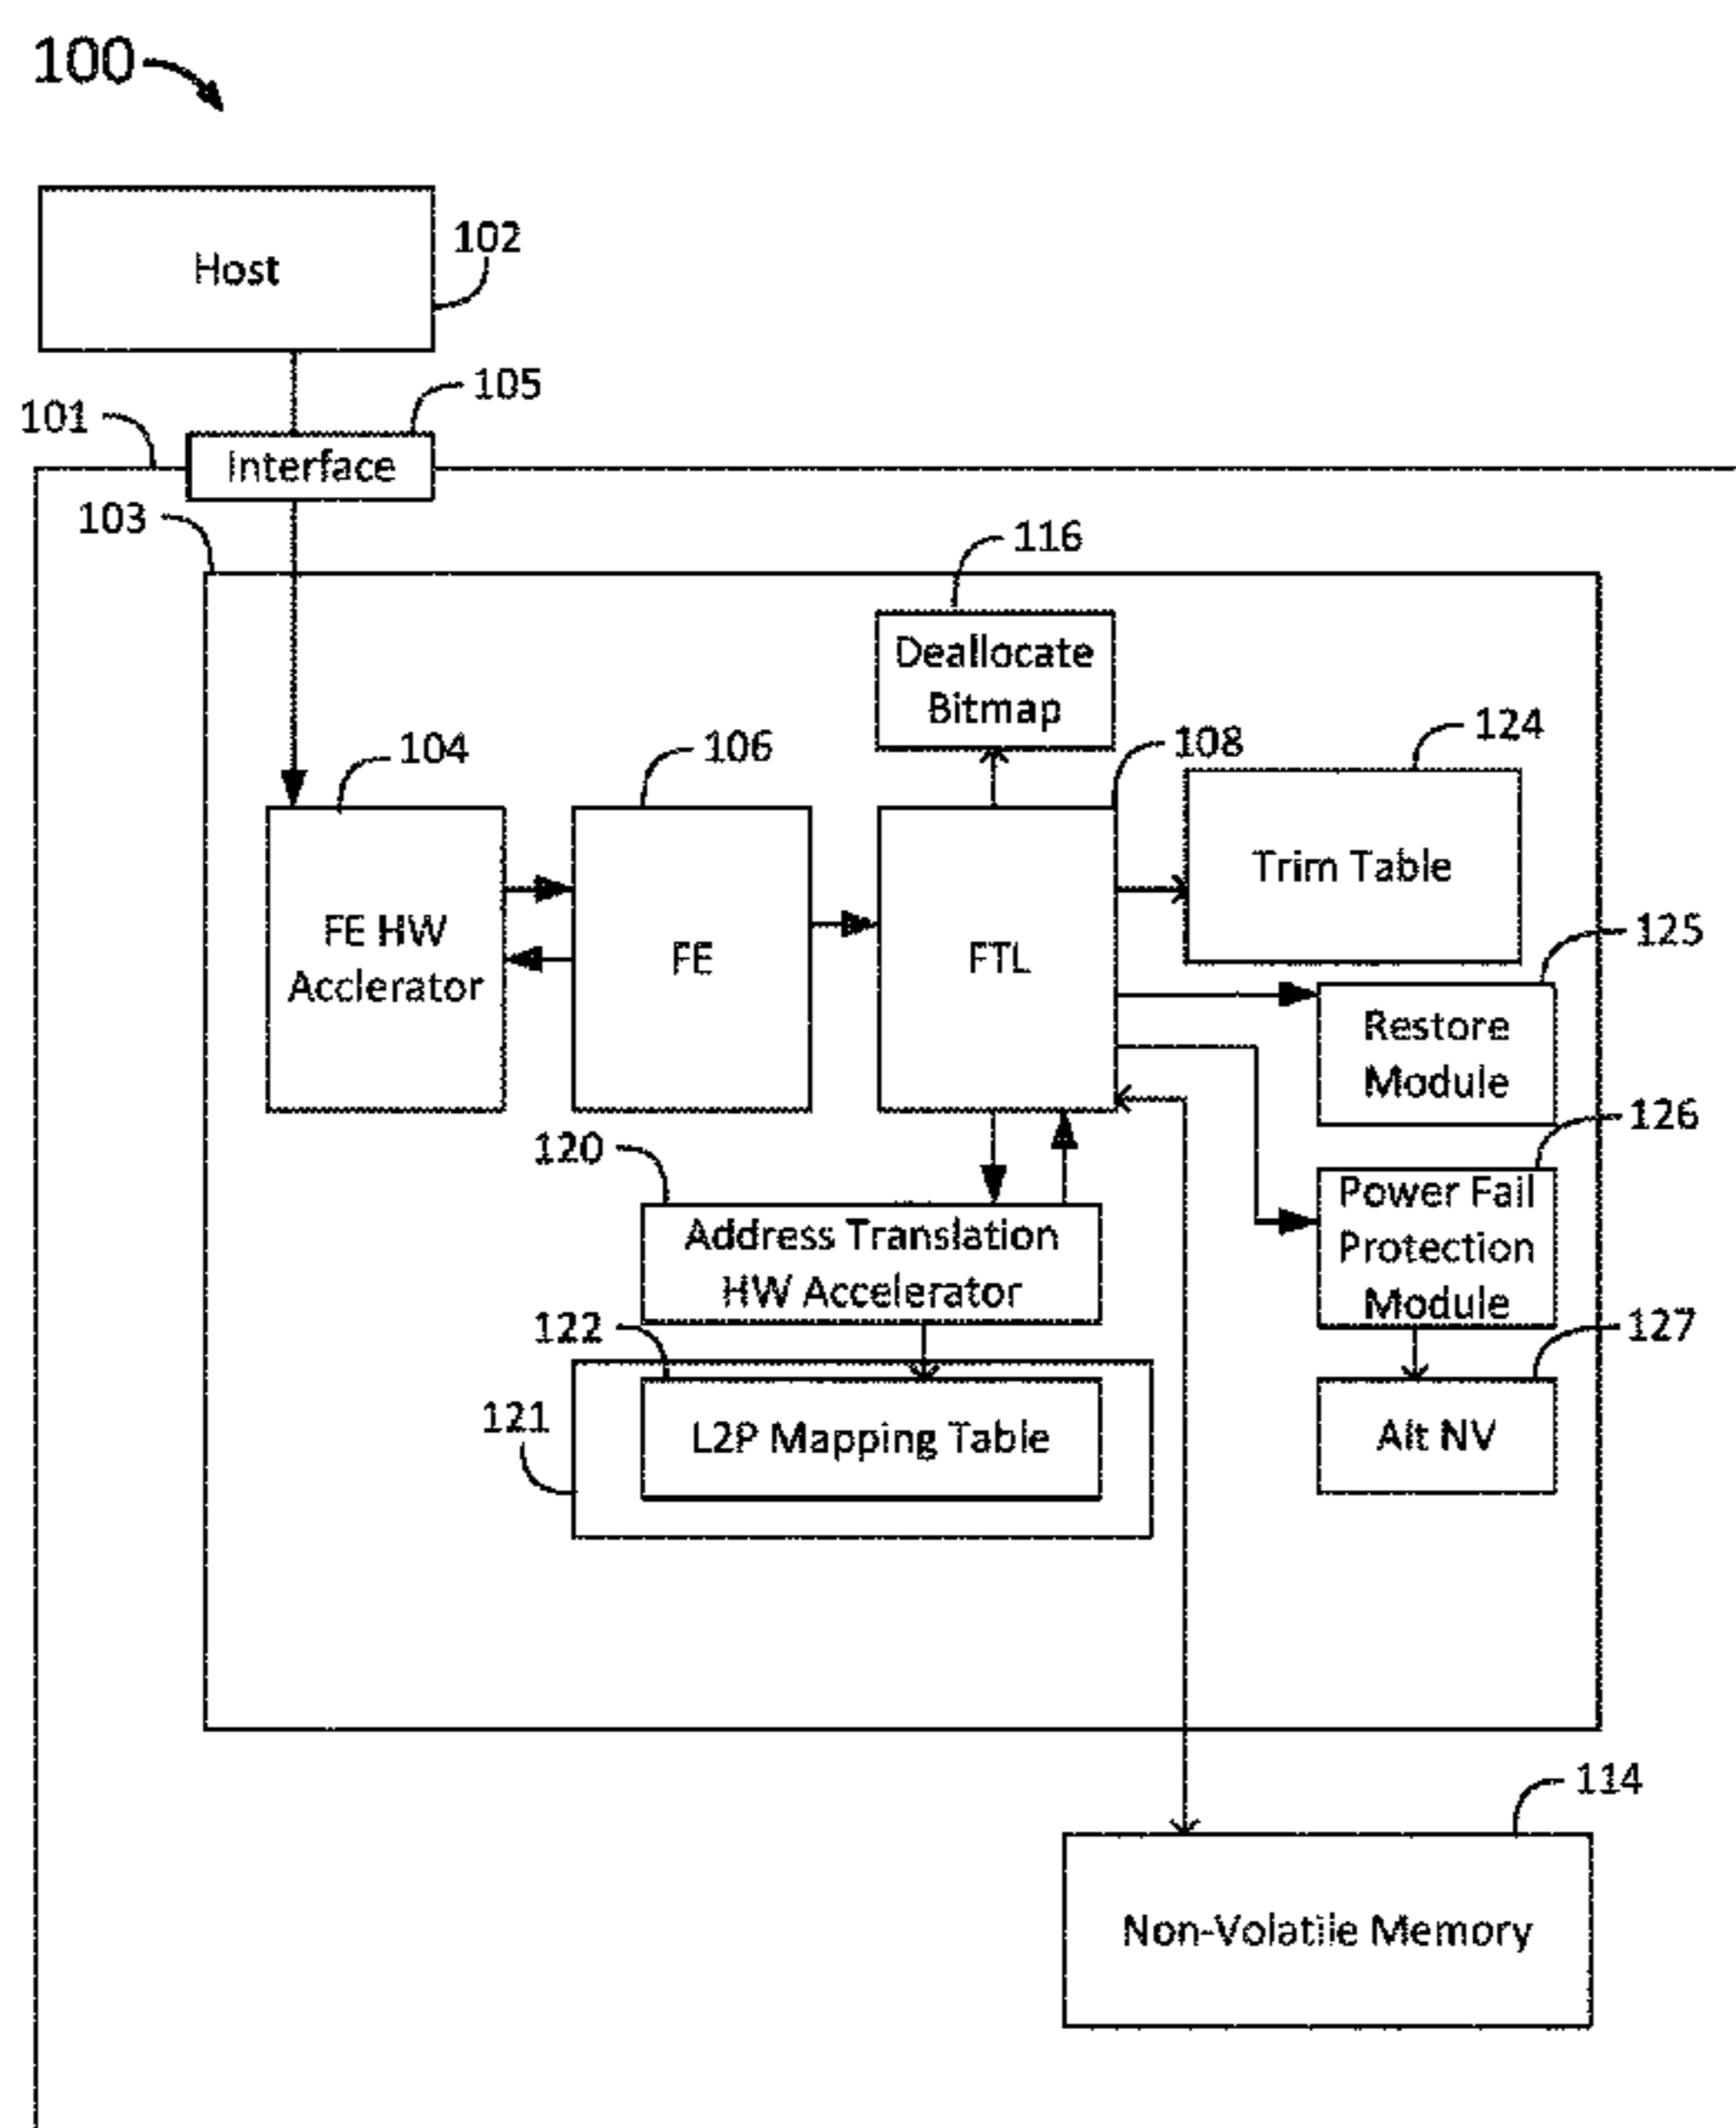 100
Host
102
105
101
Interface
103
116
Deallocate
Bitmap
124
104
106
108
Trim Table
FE HW
Acclerator
FE
FTL
125
Restore
Module
126
120
Address Translation
HW Accelerator
Power Fail
Protection
Module
122
127
121
L2P Mapping Table
Alt NV
114
Non-Volatile Memory